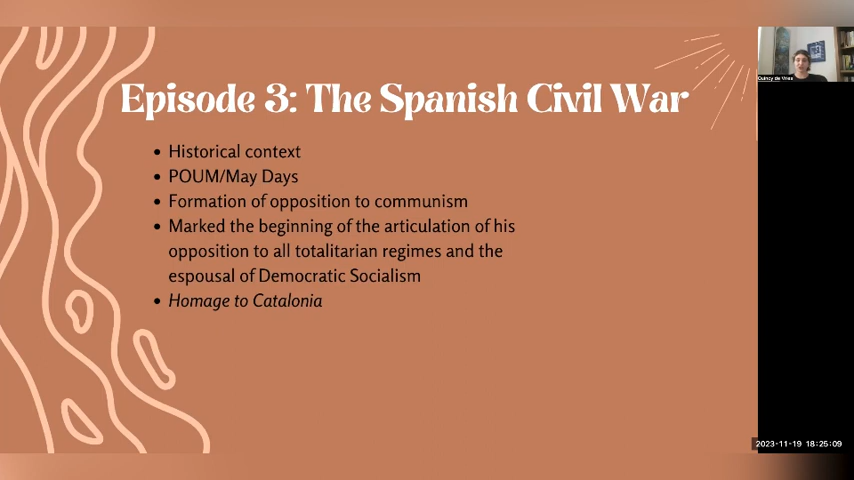 Episode 3: The Spanish Civil War
• Historical context
• POUM/May Days
• Formation of opposition to communism
• Marked the beginning of the articulation of his
opposition to all totalitarian regimes and the
espousal of Democratic Socialism
• Homage to Catalonia
Quincy de Vries
2023-11-19 18:25:09